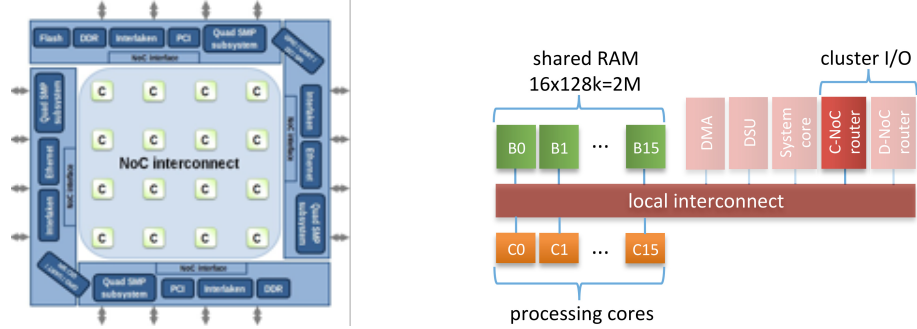 Flash
DDR
Interlaken
PCI
Quad SMP
subsystem
NoC interface
Quad SMP
subsystem
Ethernet
Interlaken
NoC interface
C C C C
C C C C
NoC interconnect
C C C C
C C C C
NoC interface
Interlaken
Ethernet
Quad SMP
subsystem
NoC interface
Quad SMP
subsystem
PCI
Interlaken
DDR
shared RAM
16x128k=2M
B0
B1
...
B15
cluster I/O
DMA
DSU
System
core
C-NoC
router
D-NoC
router
local interconnect
C0
C1
...
C15
processing cores